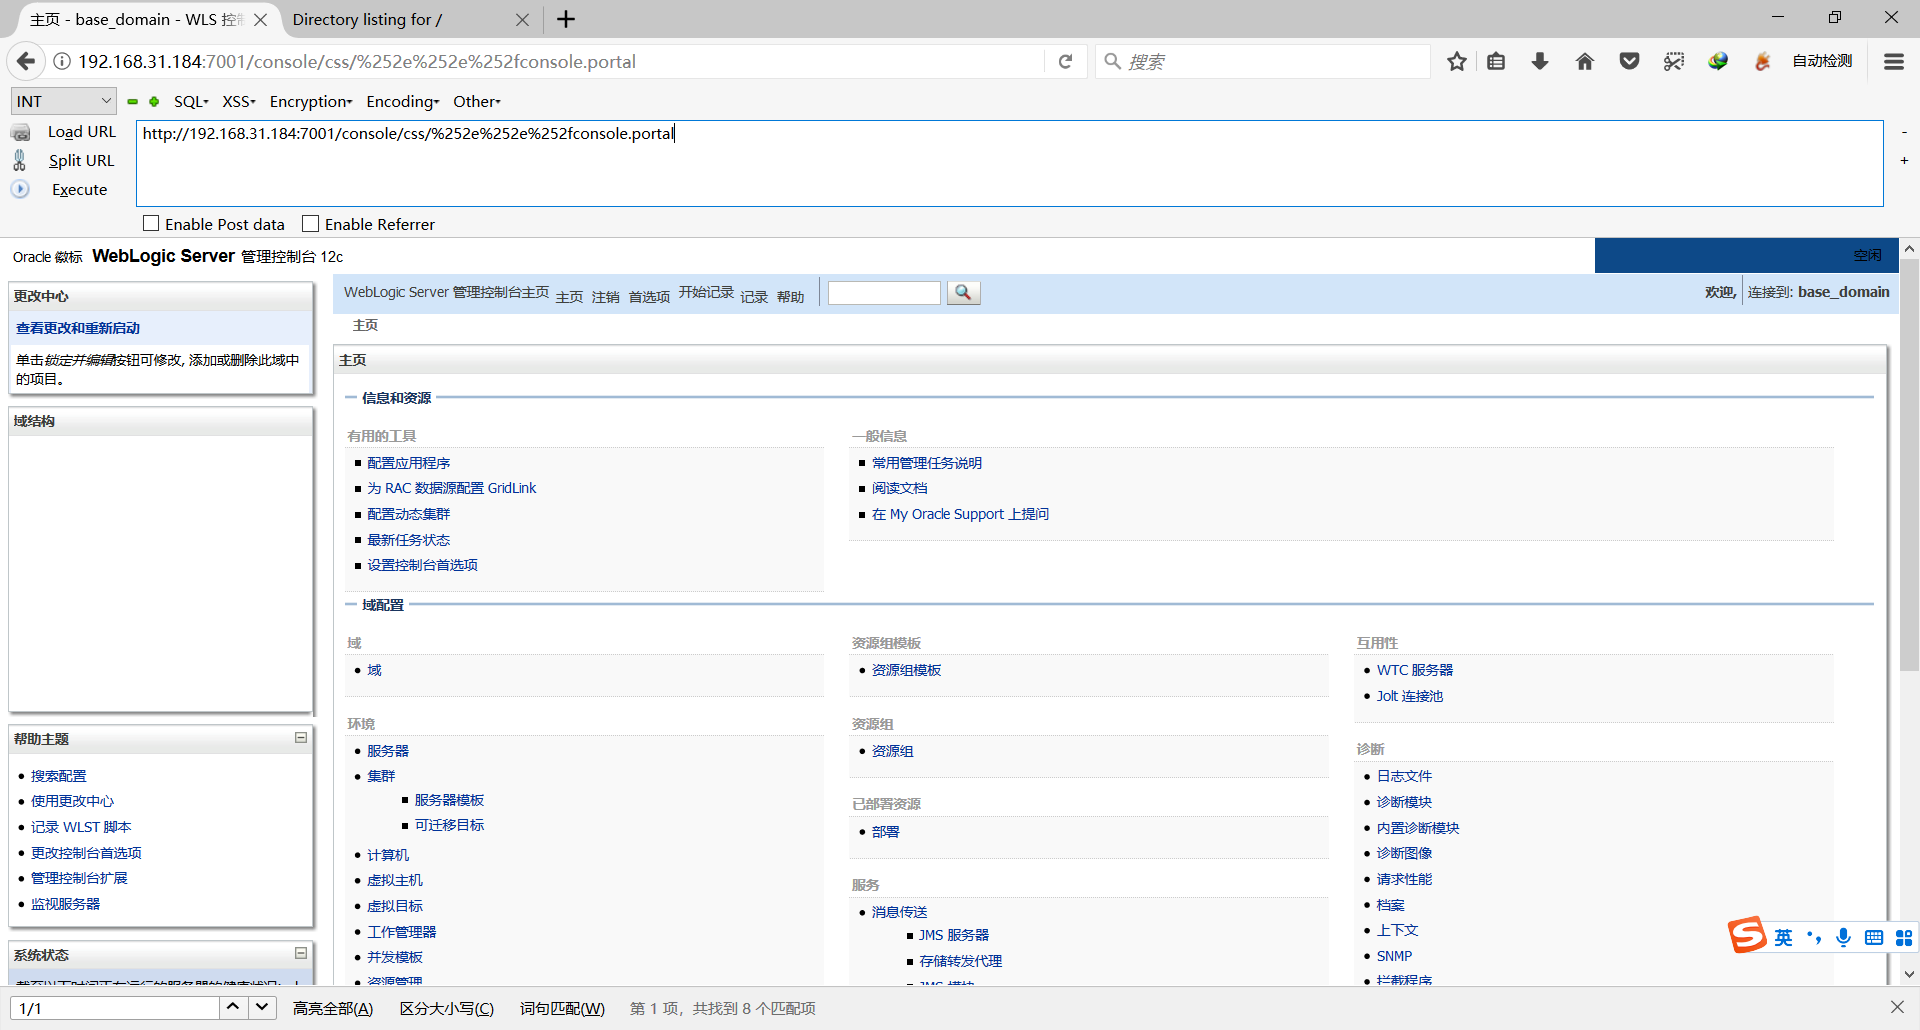 主页 - base_domain - WLS 控制
Directory listing for /
192.168.31.184:7001/console/css/%252e%252e%252fconsole.portal
搜索
自动检测
INT
SQL
XSS
Encryption
Encoding
Other
Load URL
http://192.168.31.184:7001/console/css/%252e%252e%252fconsole.portal
-
Split URL
+
Execute
Enable Post data
Enable Referrer
Oracle 徽标 WebLogic Server 管理控制台 12c
空闲
更改中心
查看更改和重新启动
单击锁定并编辑按钮可修改, 添加或删除此域中
的项目。
域结构
帮助主题
搜索配置
使用更改中心
记录 WLST 脚本
更改控制台首选项
管理控制台扩展
监视服务器
系统状态
WebLogic Server 管理控制台主页 主页 注销 首选项 开始记录 记录 帮助
欢迎, 连接到: base_domain
主页
主页
信息和资源
有用的工具
配置应用程序
为 RAC 数据源配置 GridLink
配置动态集群
最新任务状态
设置控制台首选项
一般信息
常用管理任务说明
阅读文档
在 My Oracle Support 上提问
域配置
域
域
环境
服务器
集群
服务器模板
可迁移目标
计算机
虚拟主机
虚拟目标
工作管理器
并发模板
资源管理
资源组模板
资源组模板
资源组
资源组
已部署资源
部署
服务
消息传送
JMS 服务器
存储转发代理
JMS 模块
互用性
WTC 服务器
Jolt 连接池
诊断
日志文件
诊断模块
内置诊断模块
诊断图像
请求性能
档案
上下文
SNMP
拦截程序
英
1/1
高亮全部(A)
区分大小写(C)
词句匹配(W)
第 1 项，共找到 8 个匹配项